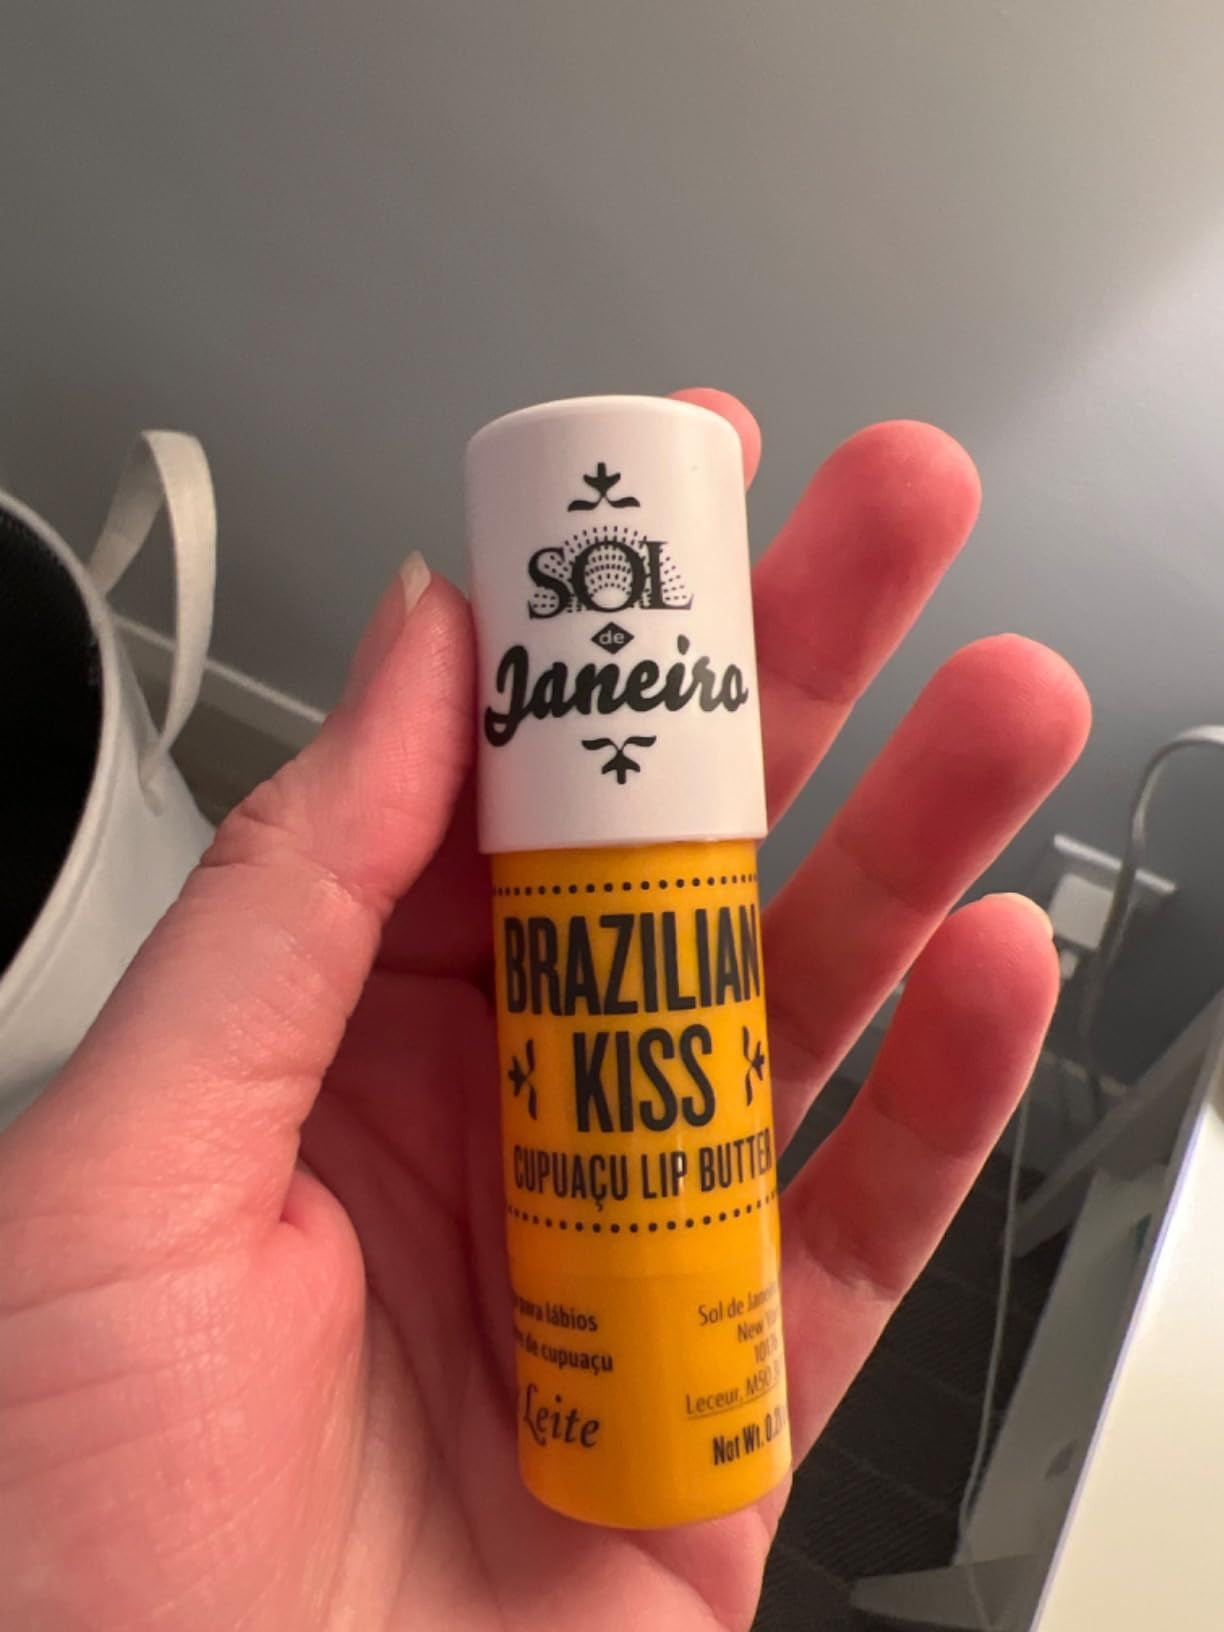 SOL
de
Janeiro
BRAZILIAN
KISS
CUPUAÇU LIP BUTTER
para lábios
de cupuaçu
Leite
Sol de
New
Leceur,
Net Wt.